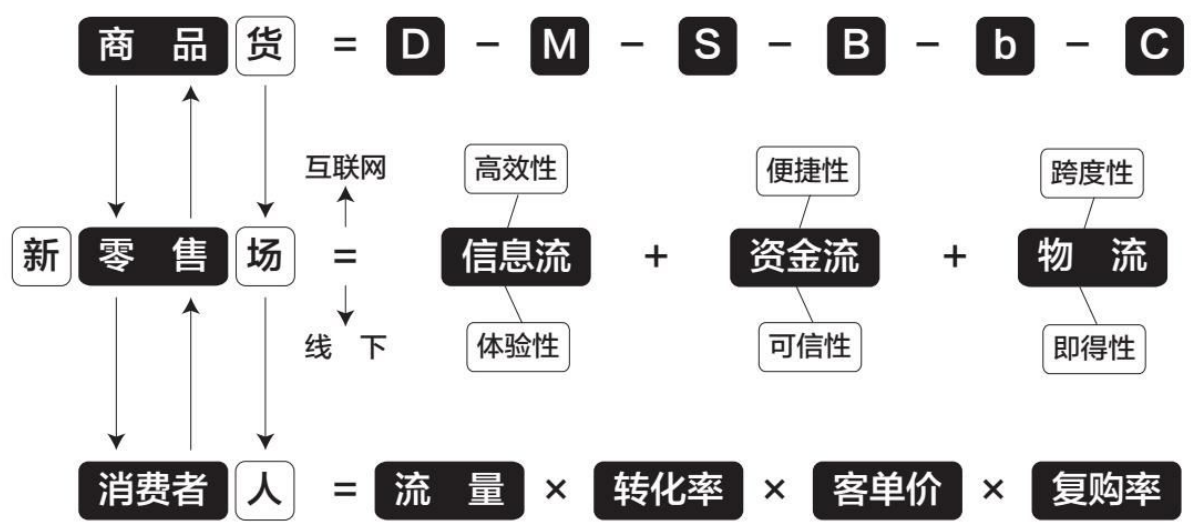 商品 货 = D - M - S - B - b - C
互联网 高效性 便捷性 跨度性
新 零售 场 = 信息流 + 资金流 + 物流
线下 体验性 可信性 即得性
消费者 人 = 流量 × 转化率 × 客单价 × 复购率